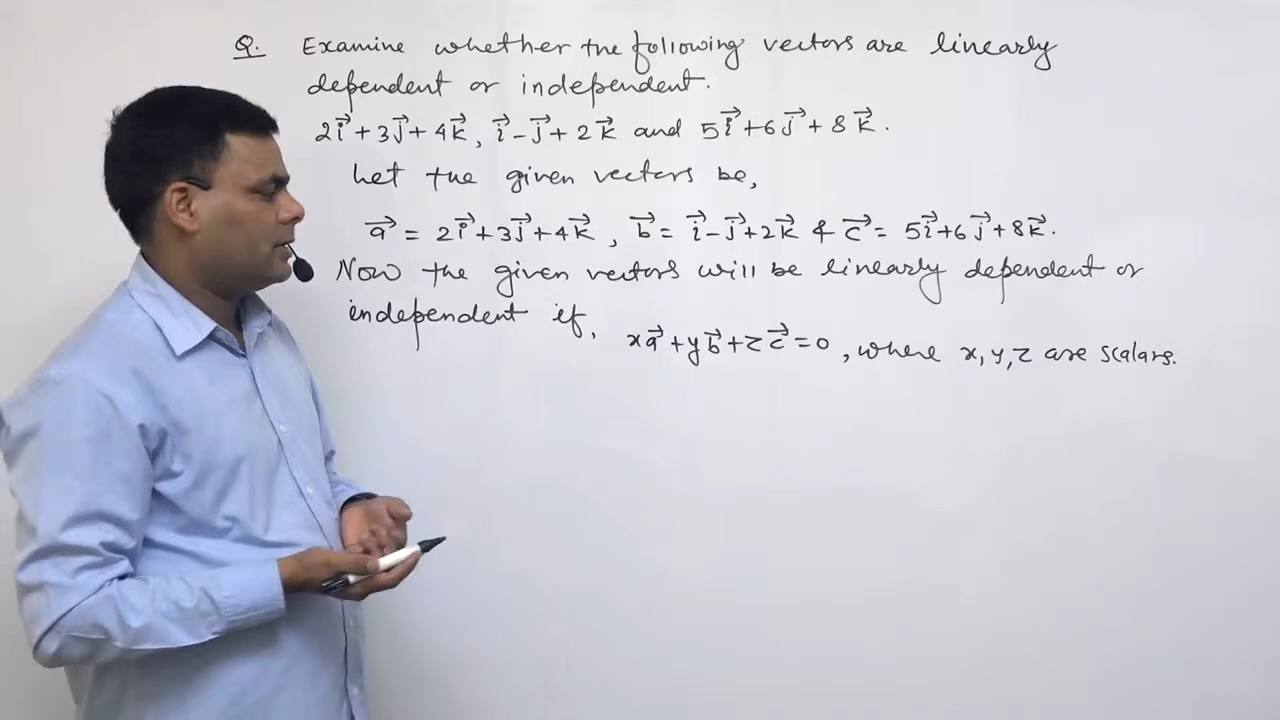 Q. Examine whether the following vectors are linearly
dependent or independent.
2i⃗ + 3j⃗ + 4k⃗, i⃗ - j⃗ + 2k⃗ and 5i⃗ + 6j⃗ + 8k⃗.
Let the given vectors be,
a⃗ = 2i⃗ + 3j⃗ + 4k⃗, b⃗ = i⃗ - j⃗ + 2k⃗ & c⃗ = 5i⃗ + 6j⃗ + 8k⃗.
Now the given vectors will be linearly dependent or
independent if, xa⃗ + yb⃗ + zc⃗ = 0, where x, y, z are scalars.